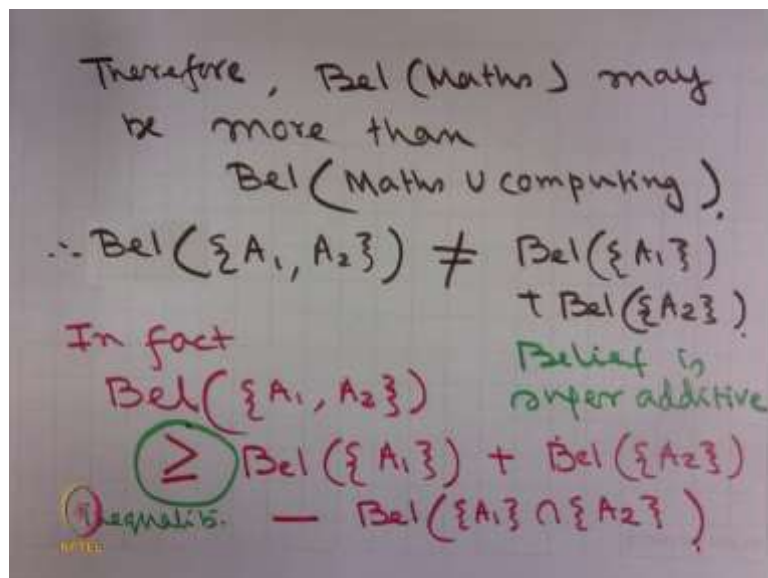 Therefore, Bel (Maths) may
be more than
Bel (Maths ∪ computing).
∴ Bel ({A₁, A₂}) ≠ Bel({A₁})
+ Bel({A₂})
In fact
Belief is
super additive
Bel ({A₁, A₂})
≥ Bel ({A₁}) + Bel ({A₂})
Inequality. — Bel ({A₁} ∩ {A₂})
NPTEL